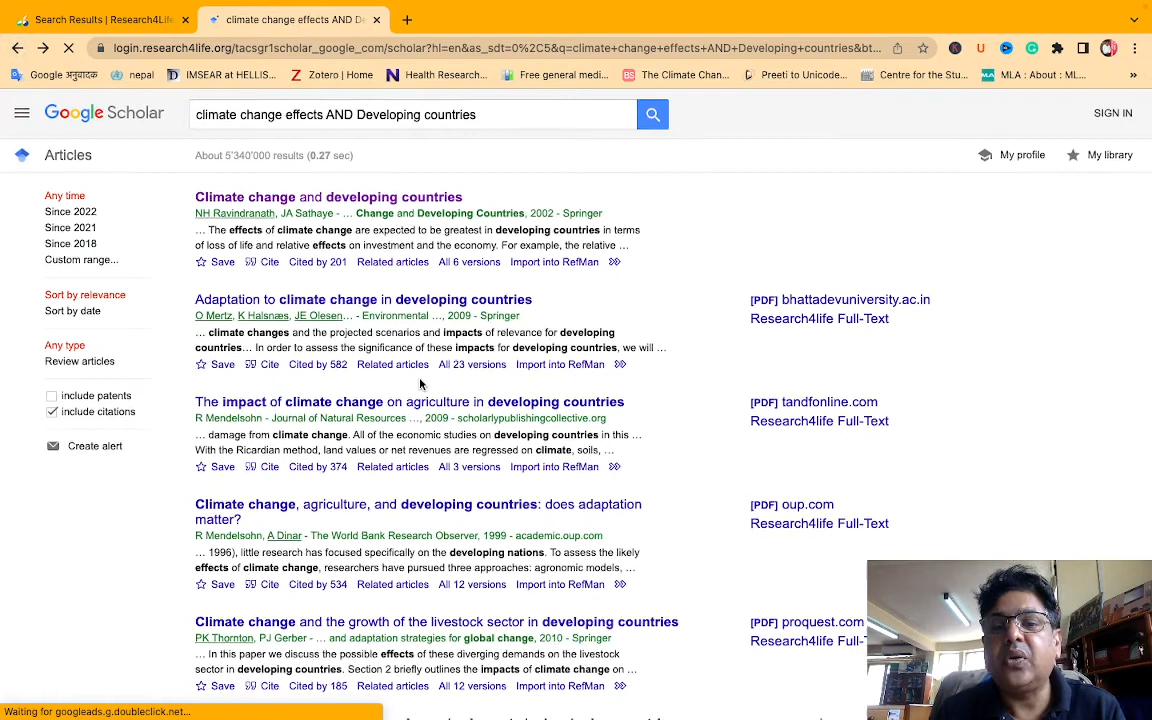 Search Results | Research4Life
climate change effects AND De
login.research4life.org/tacsgr1scholar_google_com/scholar?hl=en&as_sdt=0%2C5&q=climate+change+effects+AND+Developing+countries&bt...
Google अनुवादक
nepal
IMSEAR at HELLIS...
Zotero | Home
Health Research...
Free general medi...
The Climate Chan...
Preeti to Unicode...
Centre for the Stu...
MLA : About : ML...
Google Scholar
climate change effects AND Developing countries
SIGN IN
Articles
About 5'340'000 results (0.27 sec)
My profile
My library
Any time
Since 2022
Since 2021
Since 2018
Custom range...
Sort by relevance
Sort by date
Any type
Review articles
include patents
include citations
Create alert
Climate change and developing countries
NH Ravindranath, JA Sathaye - … Change and Developing Countries, 2002 - Springer
… The effects of climate change are expected to be greatest in developing countries in terms
of loss of life and relative effects on investment and the economy. For example, the relative …
Save Cite Cited by 201 Related articles All 6 versions Import into RefMan
Adaptation to climate change in developing countries
O Mertz, K Halsnæs, JE Olesen… - Environmental …, 2009 - Springer
… climate changes and the projected scenarios and impacts of relevance for developing
countries… In order to assess the significance of these impacts for developing countries, we will …
Save Cite Cited by 582 Related articles All 23 versions Import into RefMan
[PDF] bhattadevuniversity.ac.in
Research4life Full-Text
The impact of climate change on agriculture in developing countries
R Mendelsohn - Journal of Natural Resources …, 2009 - scholarlypublishingcollective.org
… damage from climate change. All of the economic studies on developing countries in this …
With the Ricardian method, land values or net revenues are regressed on climate, soils, …
Save Cite Cited by 374 Related articles All 3 versions Import into RefMan
[PDF] tandfonline.com
Research4life Full-Text
Climate change, agriculture, and developing countries: does adaptation
matter?
R Mendelsohn, A Dinar - The World Bank Research Observer, 1999 - academic.oup.com
… 1996), little research has focused specifically on the developing nations. To assess the likely
effects of climate change, researchers have pursued three approaches: agronomic models, …
Save Cite Cited by 534 Related articles All 12 versions Import into RefMan
[PDF] oup.com
Research4life Full-Text
Climate change and the growth of the livestock sector in developing countries
PK Thornton, PJ Gerber - … and adaptation strategies for global change, 2010 - Springer
… In this paper we discuss the possible effects of these diverging demands on the livestock
sector in developing countries. Section 2 briefly outlines the impacts of climate change on …
Save Cite Cited by 185 Related articles All 12 versions Import into RefMan
[PDF] proquest.com
Research4life Full-
Waiting for googleads.g.doubleclick.net...